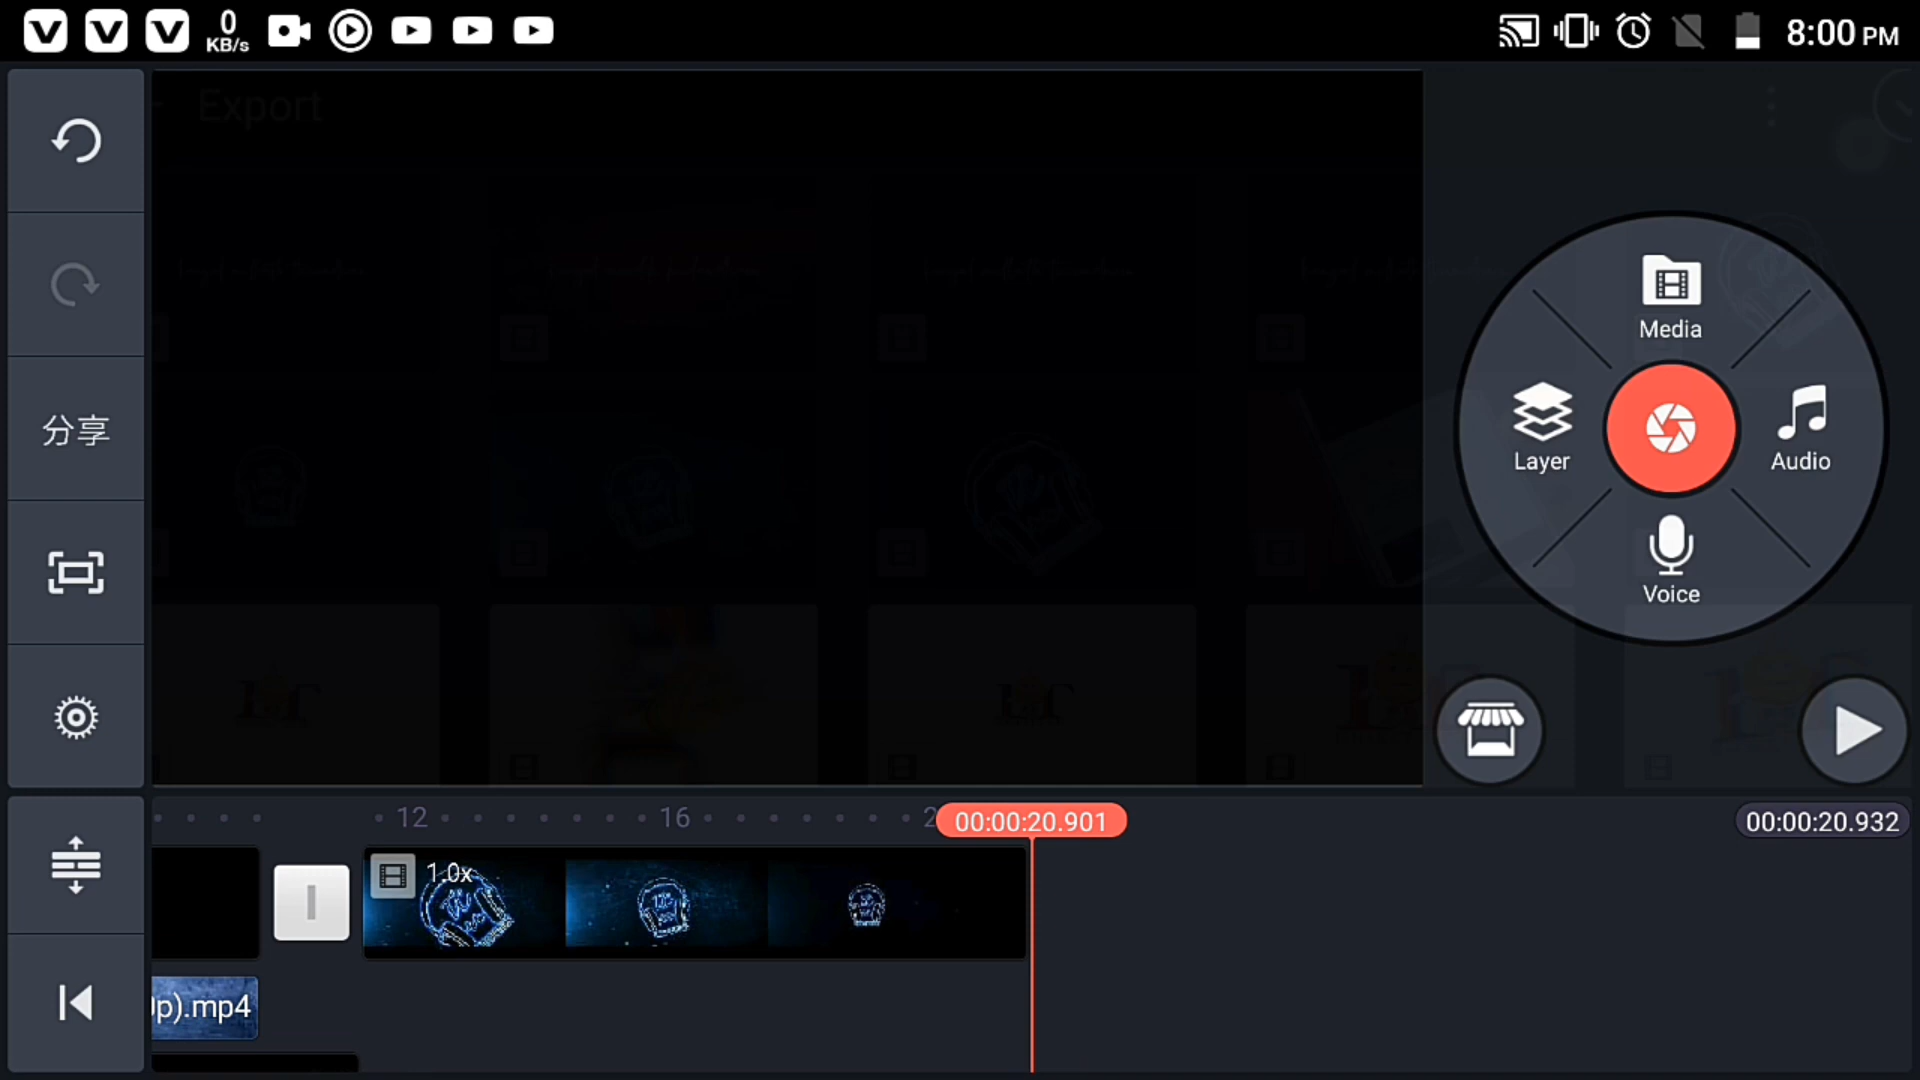 0
KB/s
8:00 PM
Export
Media
分享
Layer
Audio
Voice
12
16
2
00:00:20.901
00:00:20.932
1.0x
p).mp4